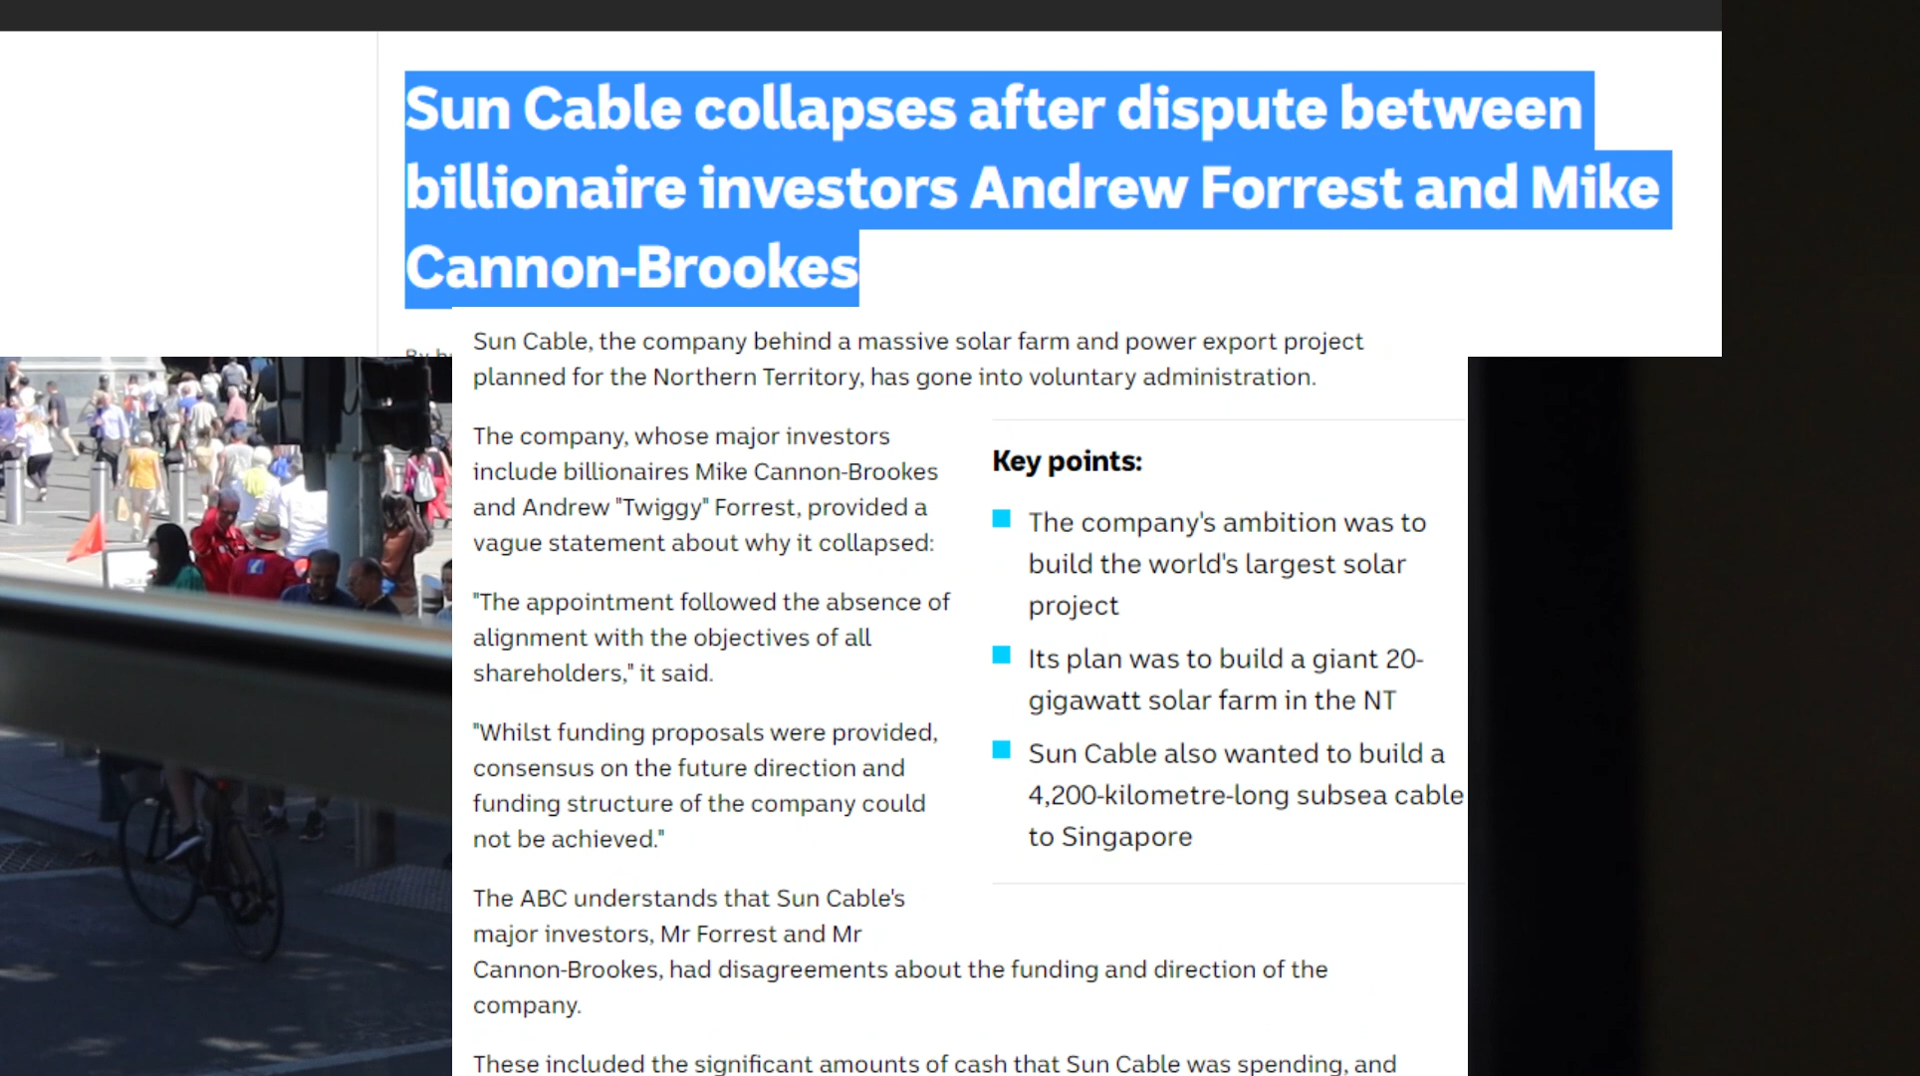 Sun Cable collapses after dispute between
billionaire investors Andrew Forrest and Mike
Cannon-Brookes
Sun Cable, the company behind a massive solar farm and power export project
planned for the Northern Territory, has gone into voluntary administration.
The company, whose major investors
include billionaires Mike Cannon-Brookes
and Andrew "Twiggy" Forrest, provided a
vague statement about why it collapsed:
"The appointment followed the absence of
alignment with the objectives of all
shareholders," it said.
"Whilst funding proposals were provided,
consensus on the future direction and
funding structure of the company could
not be achieved."
The ABC understands that Sun Cable's
major investors, Mr Forrest and Mr
Cannon-Brookes, had disagreements about the funding and direction of the
company.
These included the significant amounts of cash that Sun Cable was spending, and
Key points:
The company's ambition was to
build the world's largest solar
project
Its plan was to build a giant 20-
gigawatt solar farm in the NT
Sun Cable also wanted to build a
4,200-kilometre-long subsea cable
to Singapore